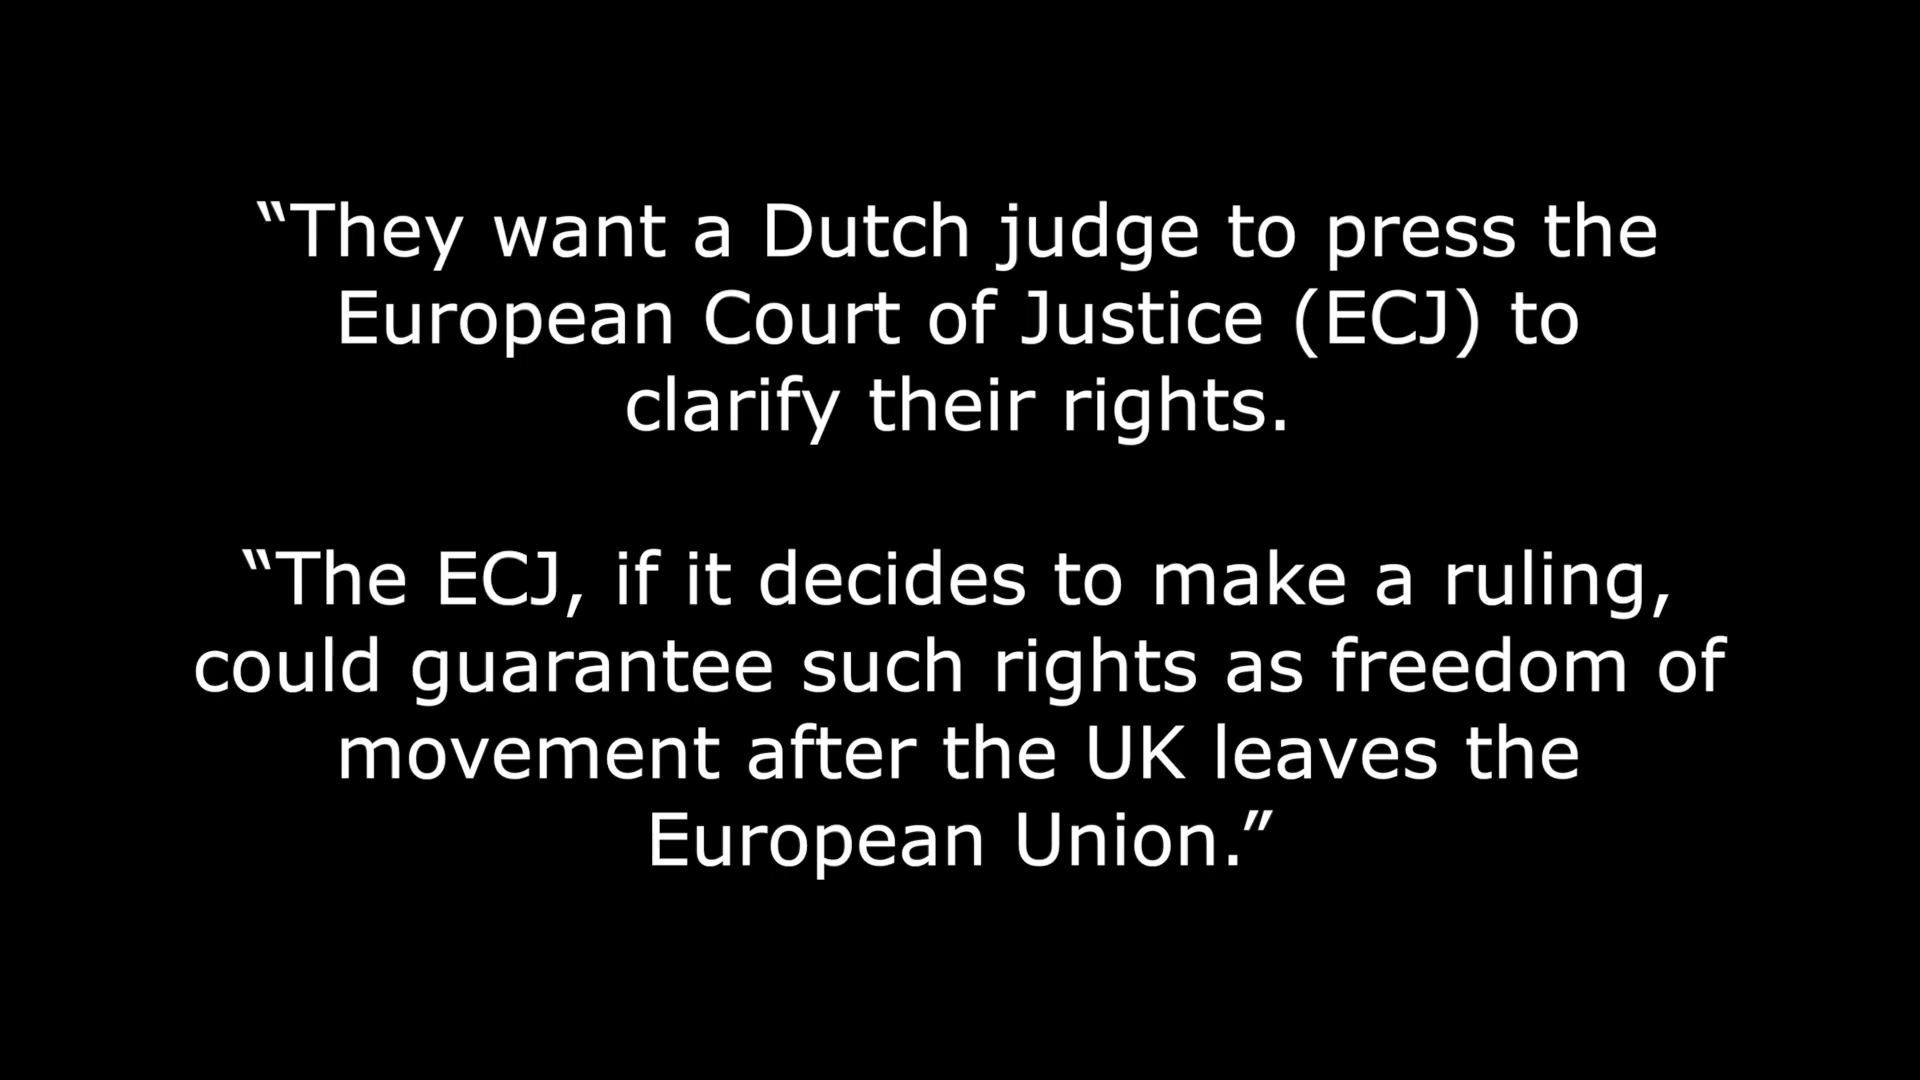 “They want a Dutch judge to press the
European Court of Justice (ECJ) to
clarify their rights.
“The ECJ, if it decides to make a ruling,
could guarantee such rights as freedom of
movement after the UK leaves the
European Union.”